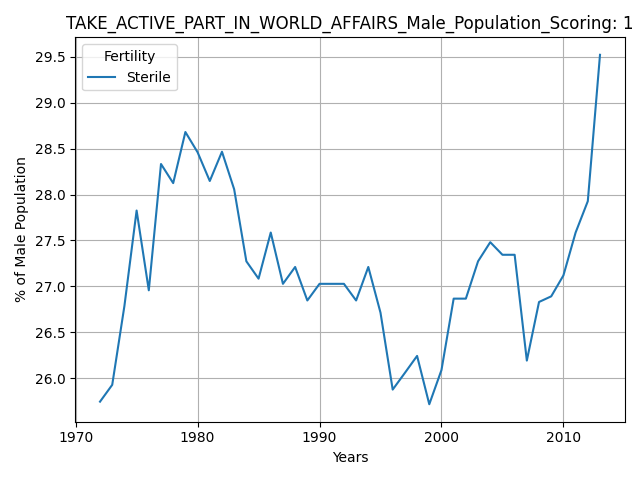 TAKE_ACTIVE_PART_IN_WORLD_AFFAIRS_Male_Population_Scoring: 1
Fertility
Sterile
% of Male Population
29.5
29.0
28.5
28.0
27.5
27.0
26.5
26.0
1970 1980 1990 2000 2010
Years